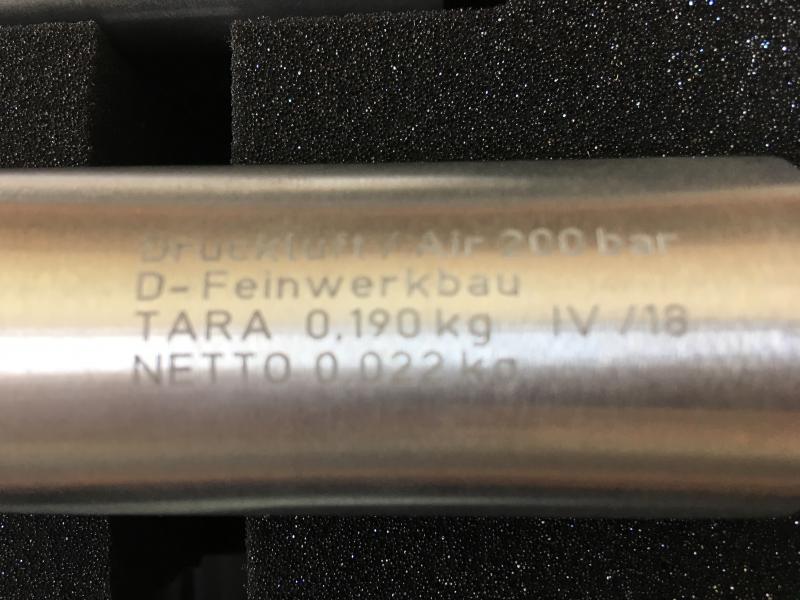 Druckluft / Air 200 bar
D-Feinwerkbau
TARA 0,190 kg IV /18
NETTO 0,022 kg